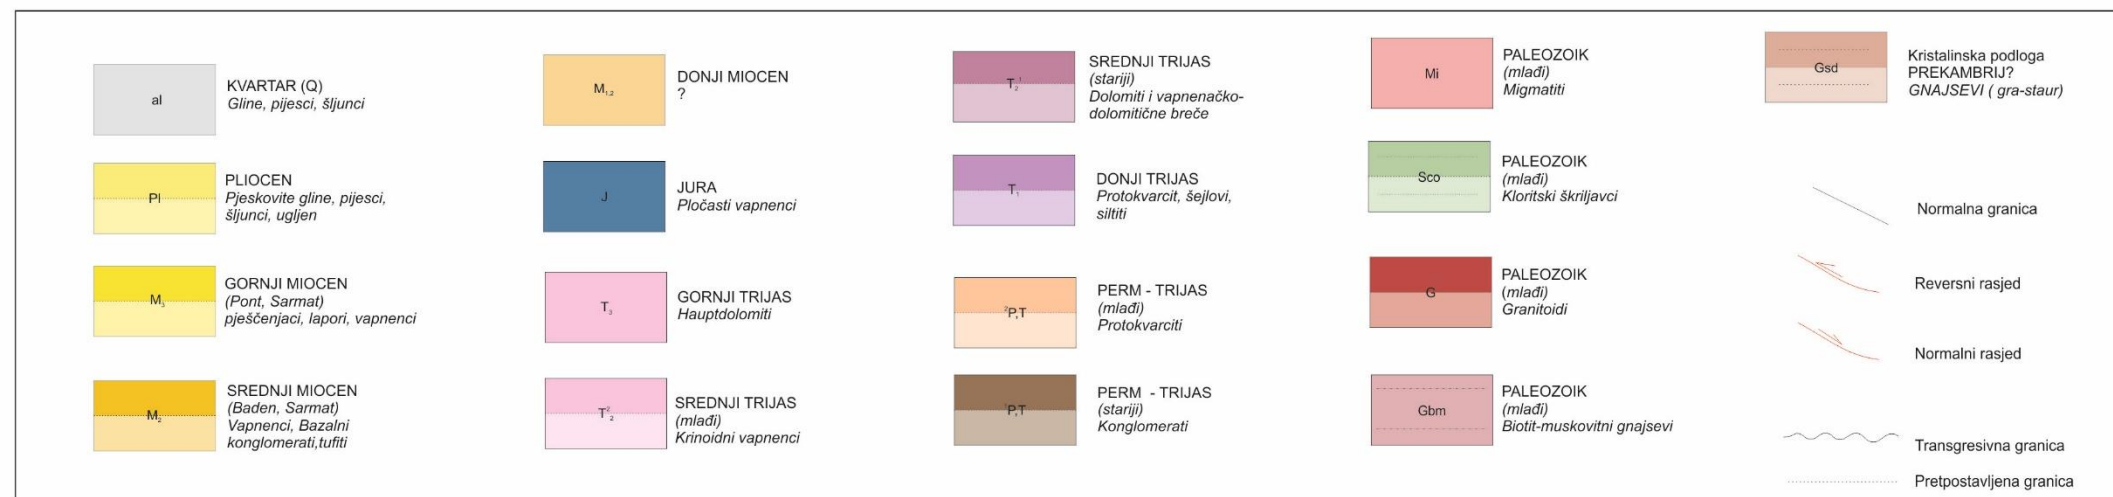 al
KVARTAR (Q)
Gline, pijesci, šljunci
Pl
PLIOCEN
Pjeskovite gline, pijesci,
šljunci, ugljen
M₃
GORNJI MIOCEN
(Pont, Sarmat)
pješčenjaci, lapori, vapnenci
M₂
SREDNJI MIOCEN
(Baden, Sarmat)
Vapnenci, Bazalni
konglomerati,tufiti
M₁,₂
DONJI MIOCEN
?
J
JURA
Pločasti vapnenci
T₃
GORNJI TRIJAS
Hauptdolomiti
T²₂
SREDNJI TRIJAS
(mlađi)
Krinoidni vapnenci
T₂¹
SREDNJI TRIJAS
(stariji)
Dolomiti i vapnenačko-
dolomitične breče
T₁
DONJI TRIJAS
Protokvarcit, šejlovi,
siltiti
²P,T
PERM - TRIJAS
(mlađi)
Protokvarciti
¹P,T
PERM - TRIJAS
(stariji)
Konglomerati
Mi
PALEOZOIK
(mlađi)
Migmatiti
Sco
PALEOZOIK
(mlađi)
Kloritski škriljavci
G
PALEOZOIK
(mlađi)
Granitoidi
Gbm
PALEOZOIK
(mlađi)
Biotit-muskovitni gnajsevi
Gsd
Kristalinska podloga
PREKAMBRIJ?
GNAJSEVI ( gra-staur)
Normalna granica
Reversni rasjed
Normalni rasjed
Transgresivna granica
Pretpostavljena granica